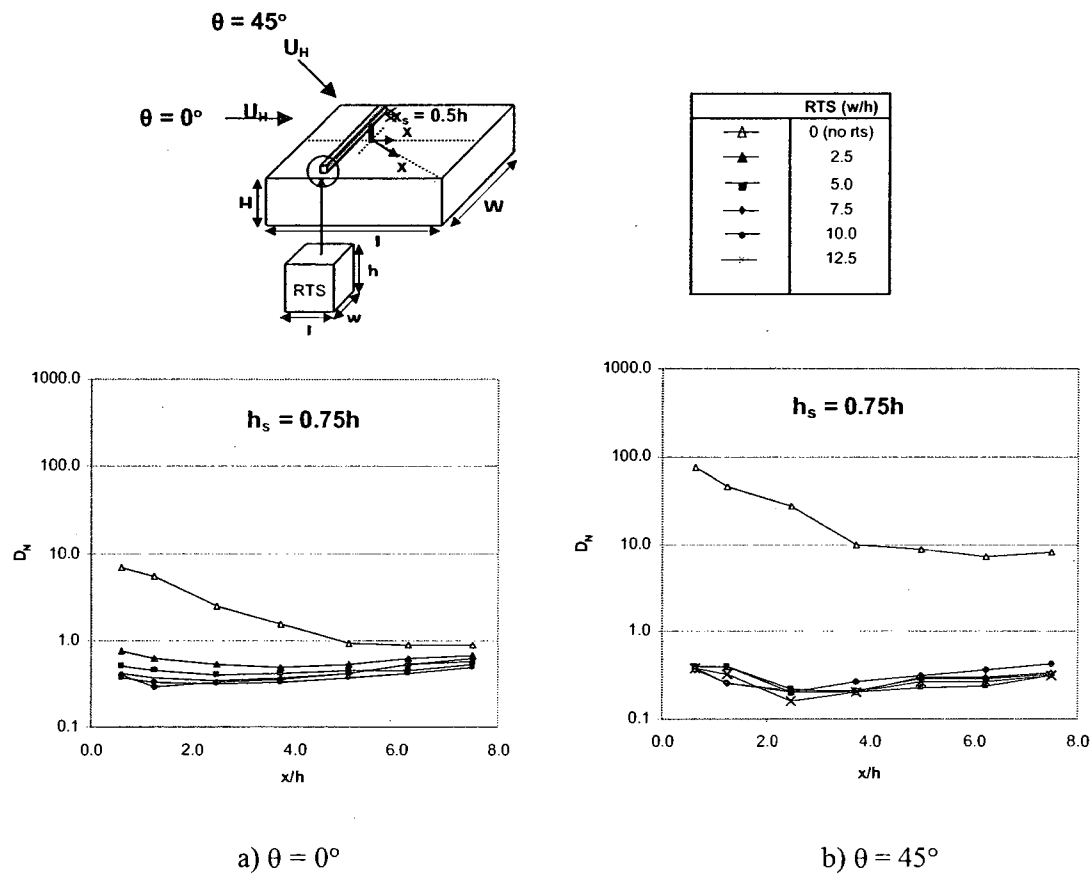 θ = 45°
U_H
θ = 0°
U_H
x_s = 0.5h
x
x
H
W
l
h
RTS
w
l
RTS (w/h)
0 (no rts)
2.5
5.0
7.5
10.0
12.5
1000.0
100.0
10.0
1.0
0.1
D_N
h_s = 0.75h
0.0
2.0
4.0
6.0
8.0
x/h
1000.0
100.0
10.0
1.0
0.1
D_N
h_s = 0.75h
0.0
2.0
4.0
6.0
8.0
x/h
a) θ = 0°
b) θ = 45°